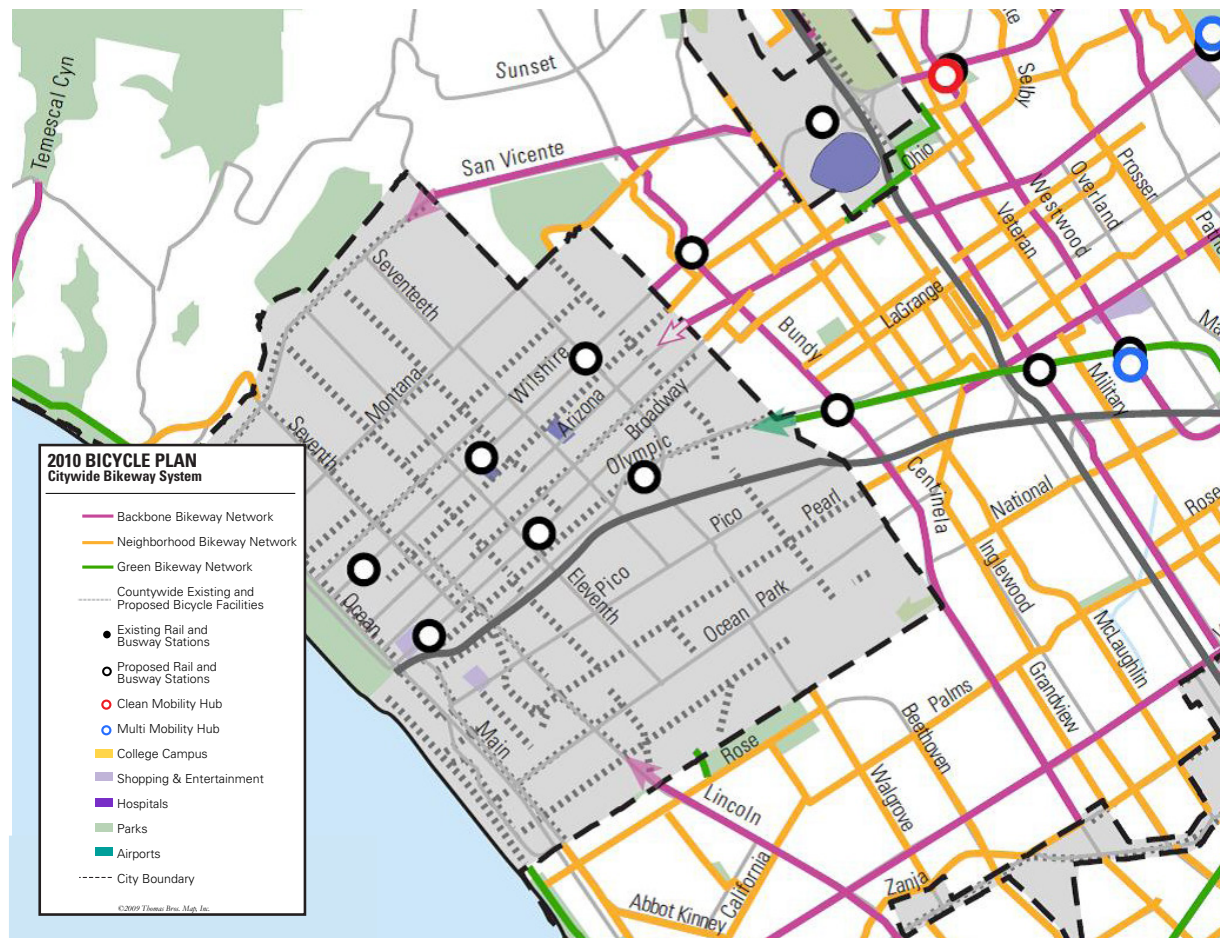 Temescal Cyn
Sunset
San Vicente
Ohio
Selby
Prosser
Overland
Westwood
Veteran
LaGrange
Bundy
Military
Seventeeth
Montana
Wilshire
Arizona
Broadway
Olympic
Seventh
Pico
Pearl
Centinela
National
Rose
Inglewood
McLaughlin
Eleventh
Pico
Ocean Park
Ocean
Main
Grandview
Palms
Beethoven
Walgrove
Rose
Lincoln
California
Abbot Kinney
Zanja
2010 BICYCLE PLAN
Citywide Bikeway System
Backbone Bikeway Network
Neighborhood Bikeway Network
Green Bikeway Network
Countywide Existing and
Proposed Bicycle Facilities
Existing Rail and
Busway Stations
Proposed Rail and
Busway Stations
Clean Mobility Hub
Multi Mobility Hub
College Campus
Shopping & Entertainment
Hospitals
Parks
Airports
City Boundary
©2009 Thomas Bros. Map, Inc.